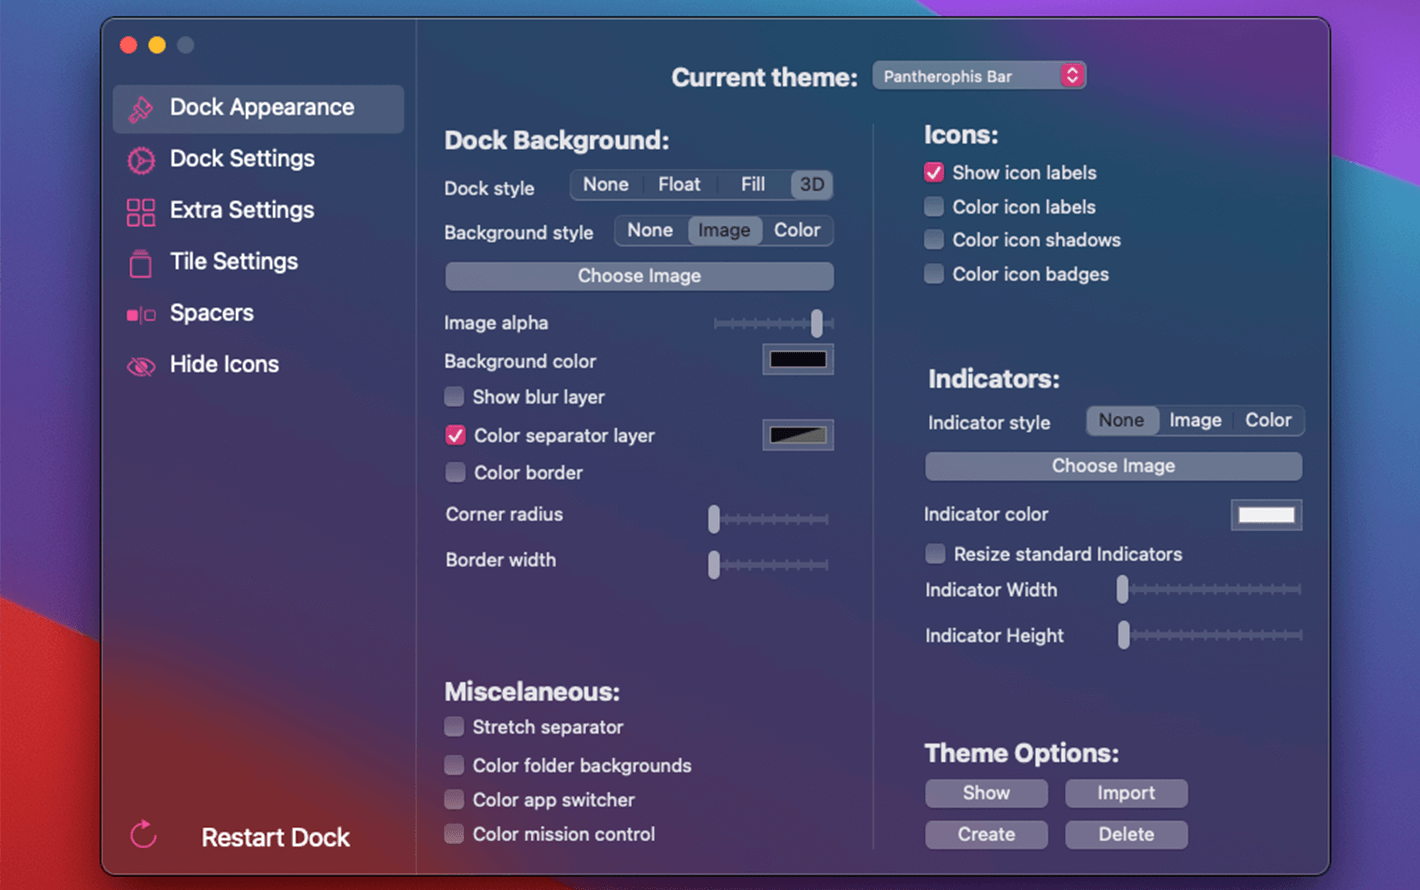 Dock Appearance
Dock Settings
Extra Settings
Tile Settings
Spacers
Hide Icons
Restart Dock
Current theme: Pantherophis Bar
Dock Background:
Dock style None Float Fill 3D
Background style None Image Color
Choose Image
Image alpha
Background color
Show blur layer
Color separator layer
Color border
Corner radius
Border width
Miscelaneous:
Stretch separator
Color folder backgrounds
Color app switcher
Color mission control
Icons:
Show icon labels
Color icon labels
Color icon shadows
Color icon badges
Indicators:
Indicator style None Image Color
Choose Image
Indicator color
Resize standard Indicators
Indicator Width
Indicator Height
Theme Options:
Show Import
Create Delete